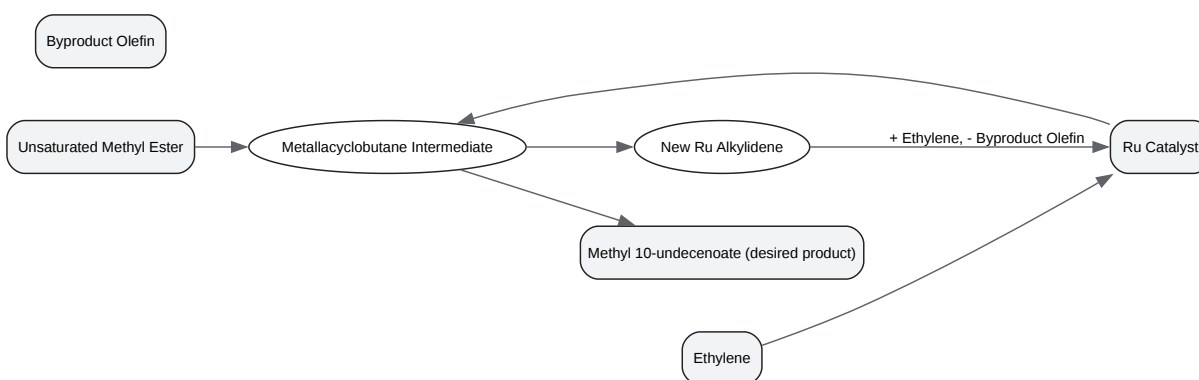 Byproduct Olefin
Unsaturated Methyl Ester
Metallacyclobutane Intermediate
New Ru Alkylidene
+ Ethylene, - Byproduct Olefin
Ru Catalyst
Methyl 10-undecenoate (desired product)
Ethylene